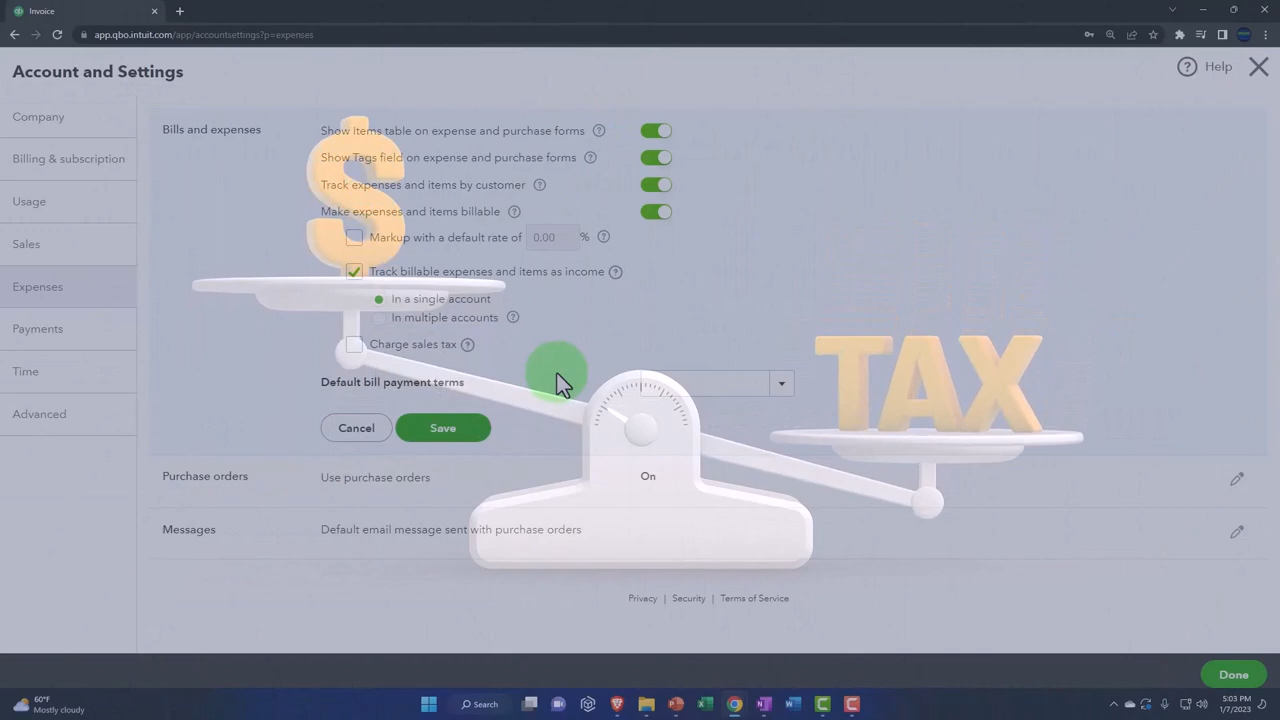 Invoice
app.qbo.intuit.com/app/accountsettings?p=expenses
Account and Settings
Help
Company
Billing & subscription
Usage
Sales
Expenses
Payments
Time
Advanced
Bills and expenses
Show Items table on expense and purchase forms
Show Tags field on expense and purchase forms
Track expenses and items by customer
Make expenses and items billable
Markup with a default rate of 0.00 %
Track billable expenses and items as income
In a single account
In multiple accounts
Charge sales tax
Default bill payment terms
Cancel
Save
$
TAX
Purchase orders
Use purchase orders
On
Messages
Default email message sent with purchase orders
Privacy | Security | Terms of Service
Done
60°F
Mostly cloudy
Search
5:03 PM
1/7/2023